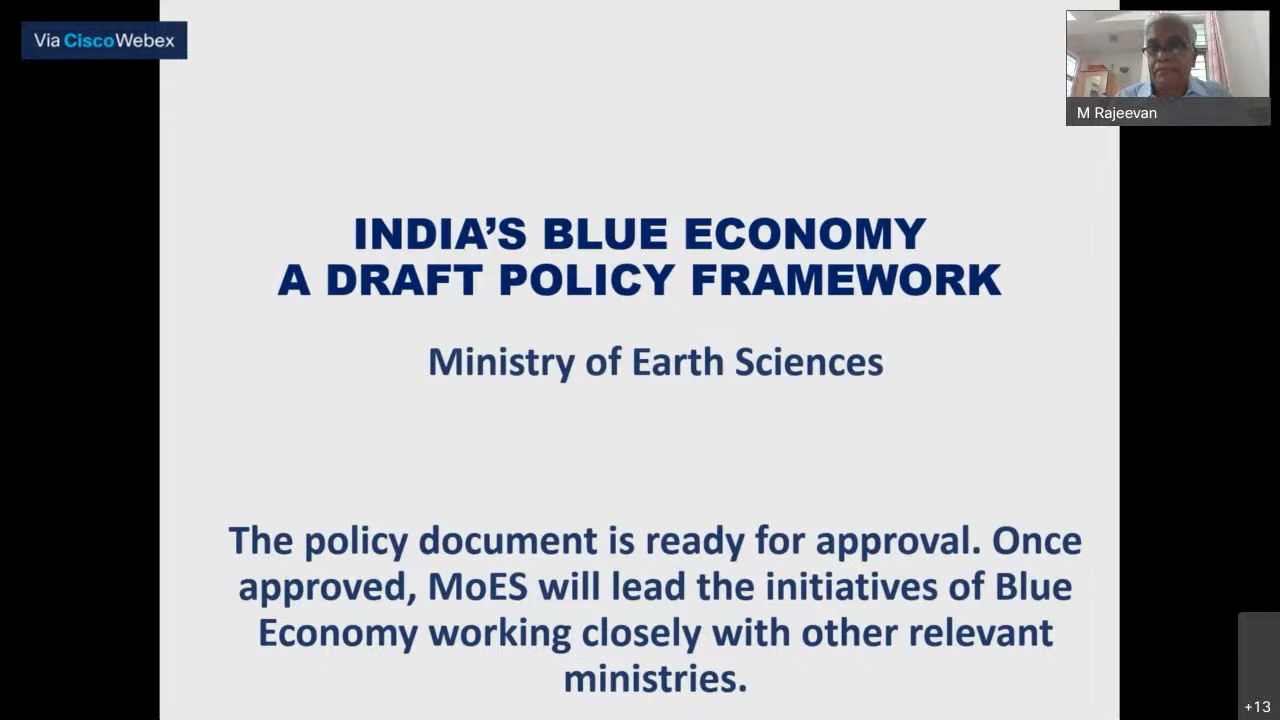 Via CiscoWebex
M Rajeevan
INDIA’S BLUE ECONOMY
A DRAFT POLICY FRAMEWORK
Ministry of Earth Sciences
The policy document is ready for approval. Once
approved, MoES will lead the initiatives of Blue
Economy working closely with other relevant
ministries.
+13